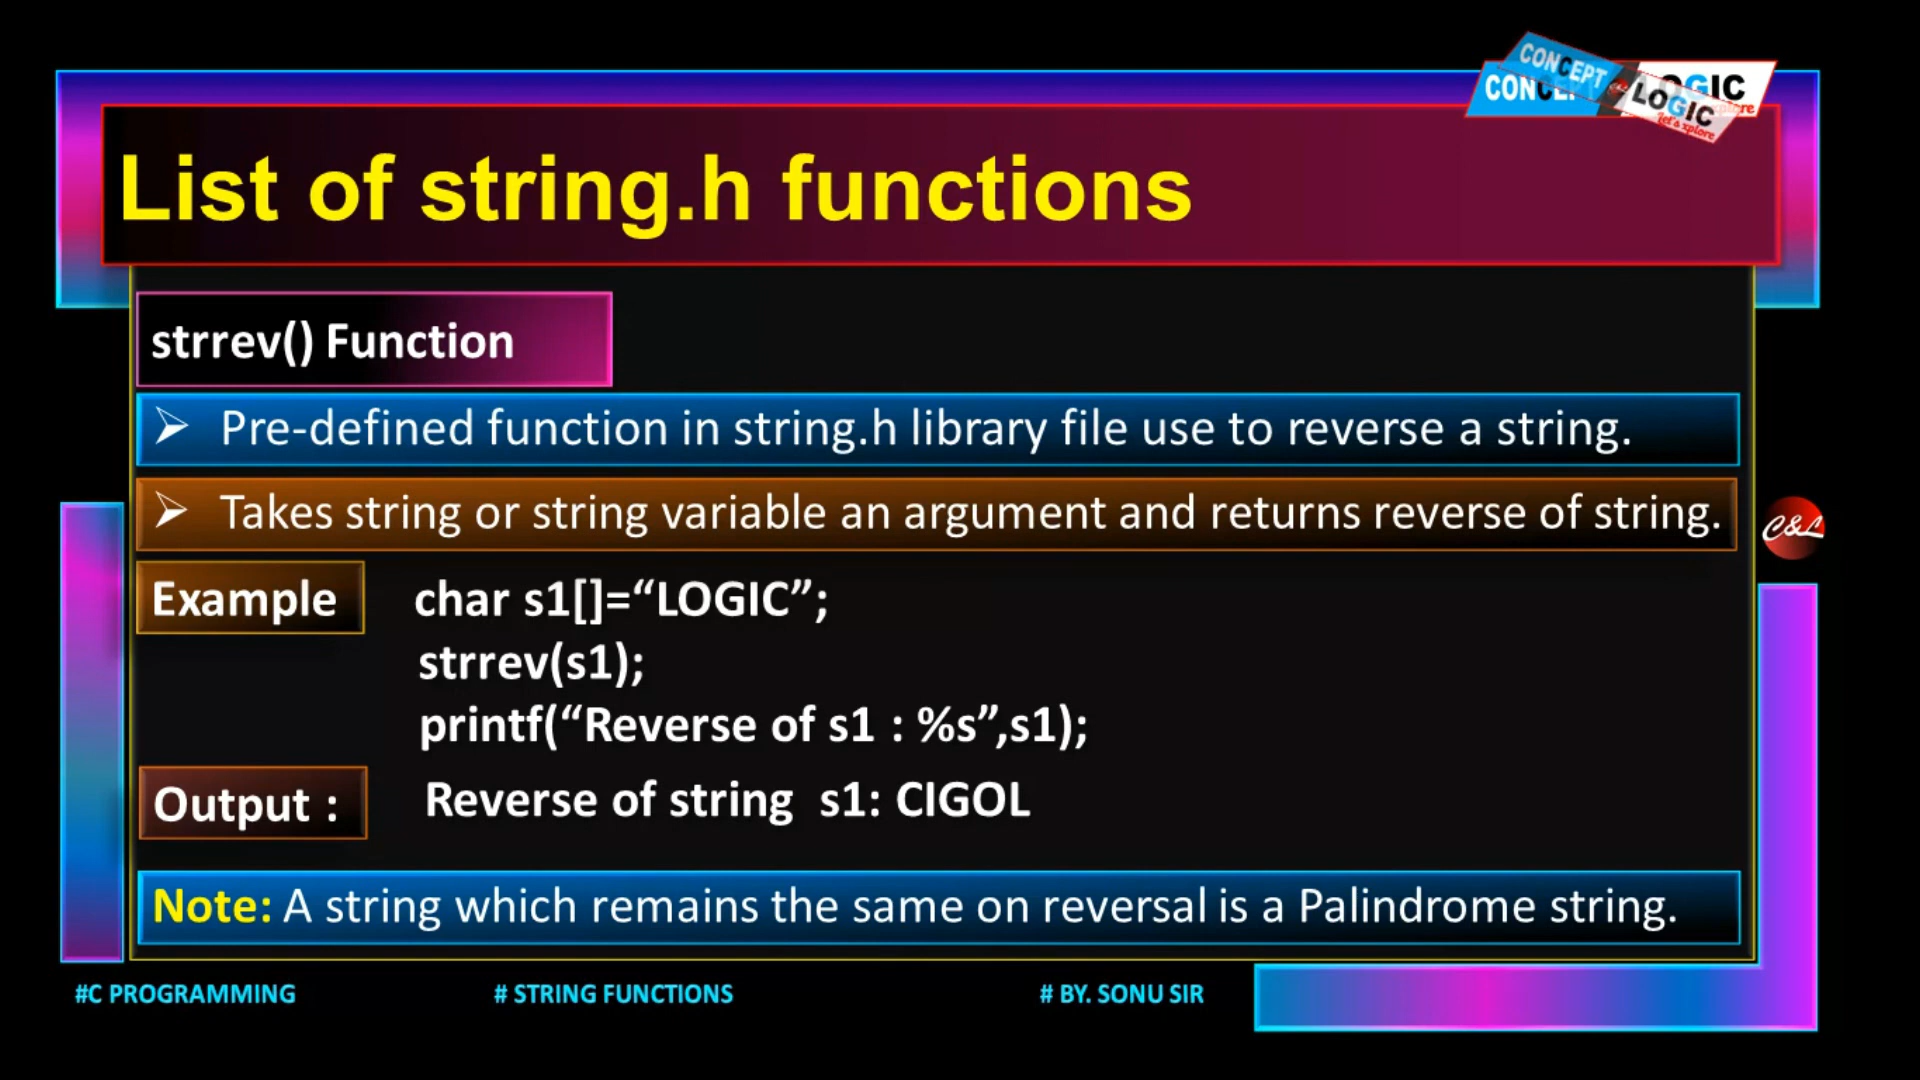 CONCEPT LOGIC
Let's xplore
List of string.h functions
strrev() Function
➢ Pre-defined function in string.h library file use to reverse a string.
➢ Takes string or string variable an argument and returns reverse of string.
C&L
Example char s1[]=“LOGIC”;
strrev(s1);
printf(“Reverse of s1 : %s”,s1);
Output : Reverse of string s1: CIGOL
Note: A string which remains the same on reversal is a Palindrome string.
#C PROGRAMMING # STRING FUNCTIONS # BY. SONU SIR